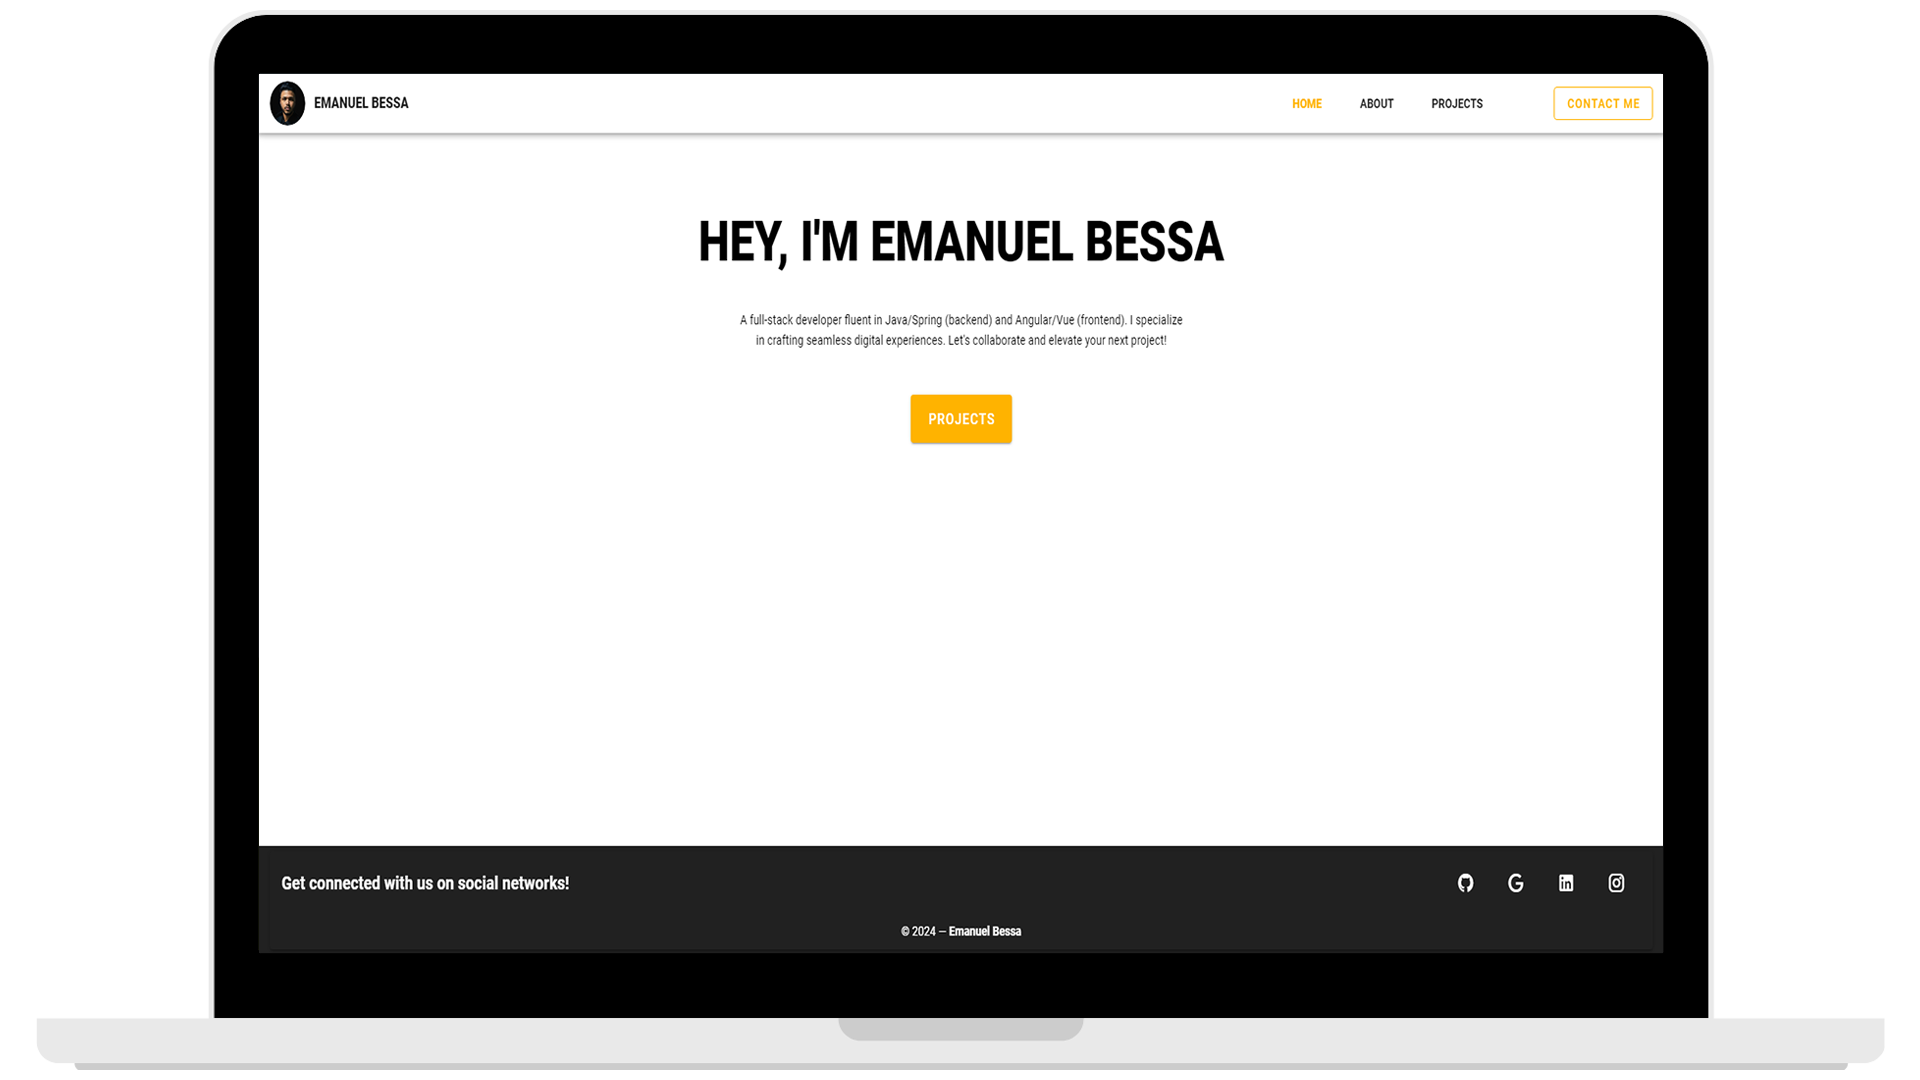 EMANUEL BESSA
HOME
ABOUT
PROJECTS
CONTACT ME
HEY, I'M EMANUEL BESSA
A full-stack developer fluent in Java/Spring (backend) and Angular/Vue (frontend). I specialize
in crafting seamless digital experiences. Let's collaborate and elevate your next project!
PROJECTS
Get connected with us on social networks!
© 2024 — Emanuel Bessa